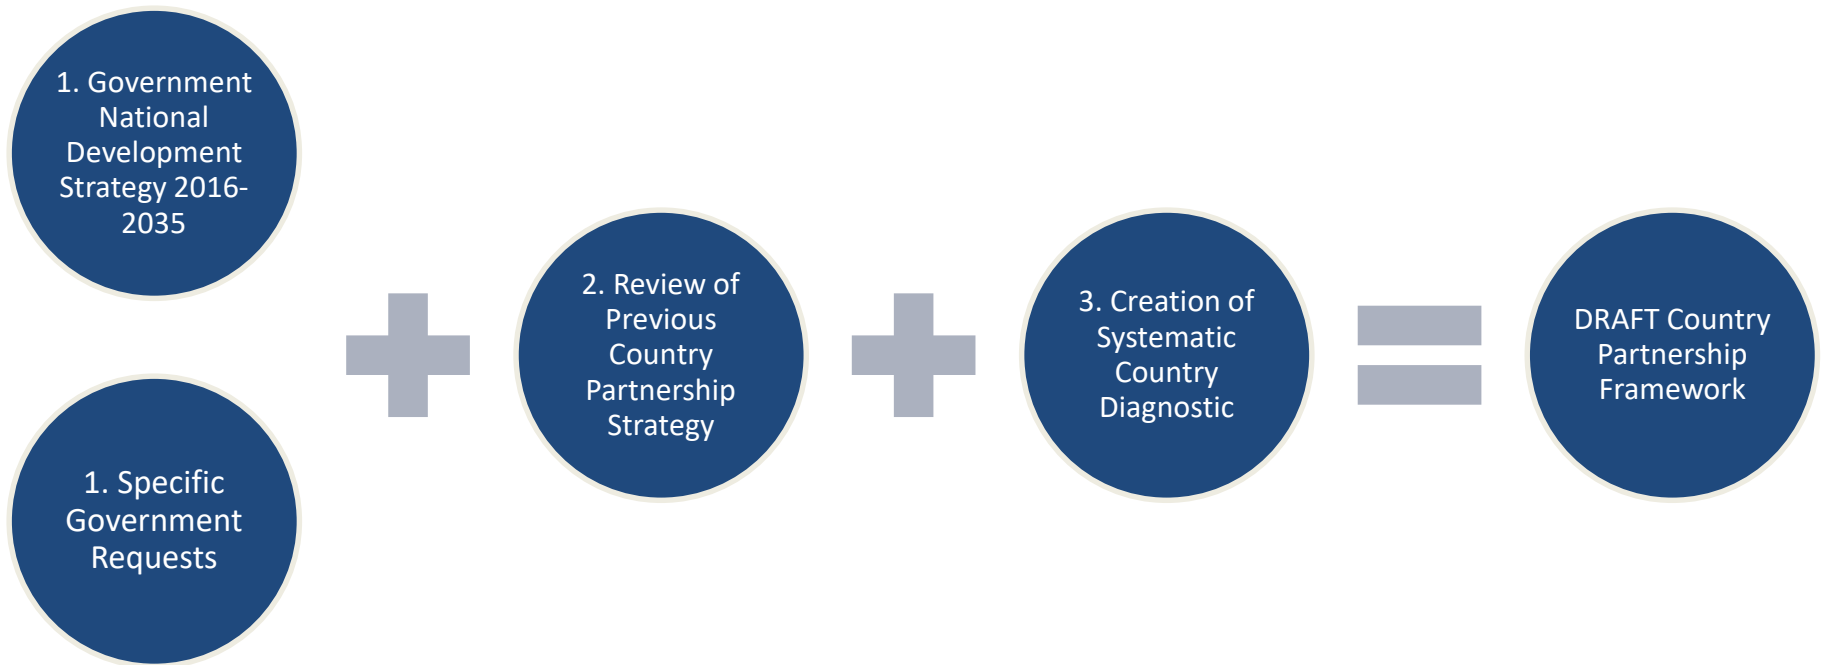 1. Government
National
Development
Strategy 2016-
2035
1. Specific
Government
Requests
2. Review of
Previous
Country
Partnership
Strategy
3. Creation of
Systematic
Country
Diagnostic
DRAFT Country
Partnership
Framework